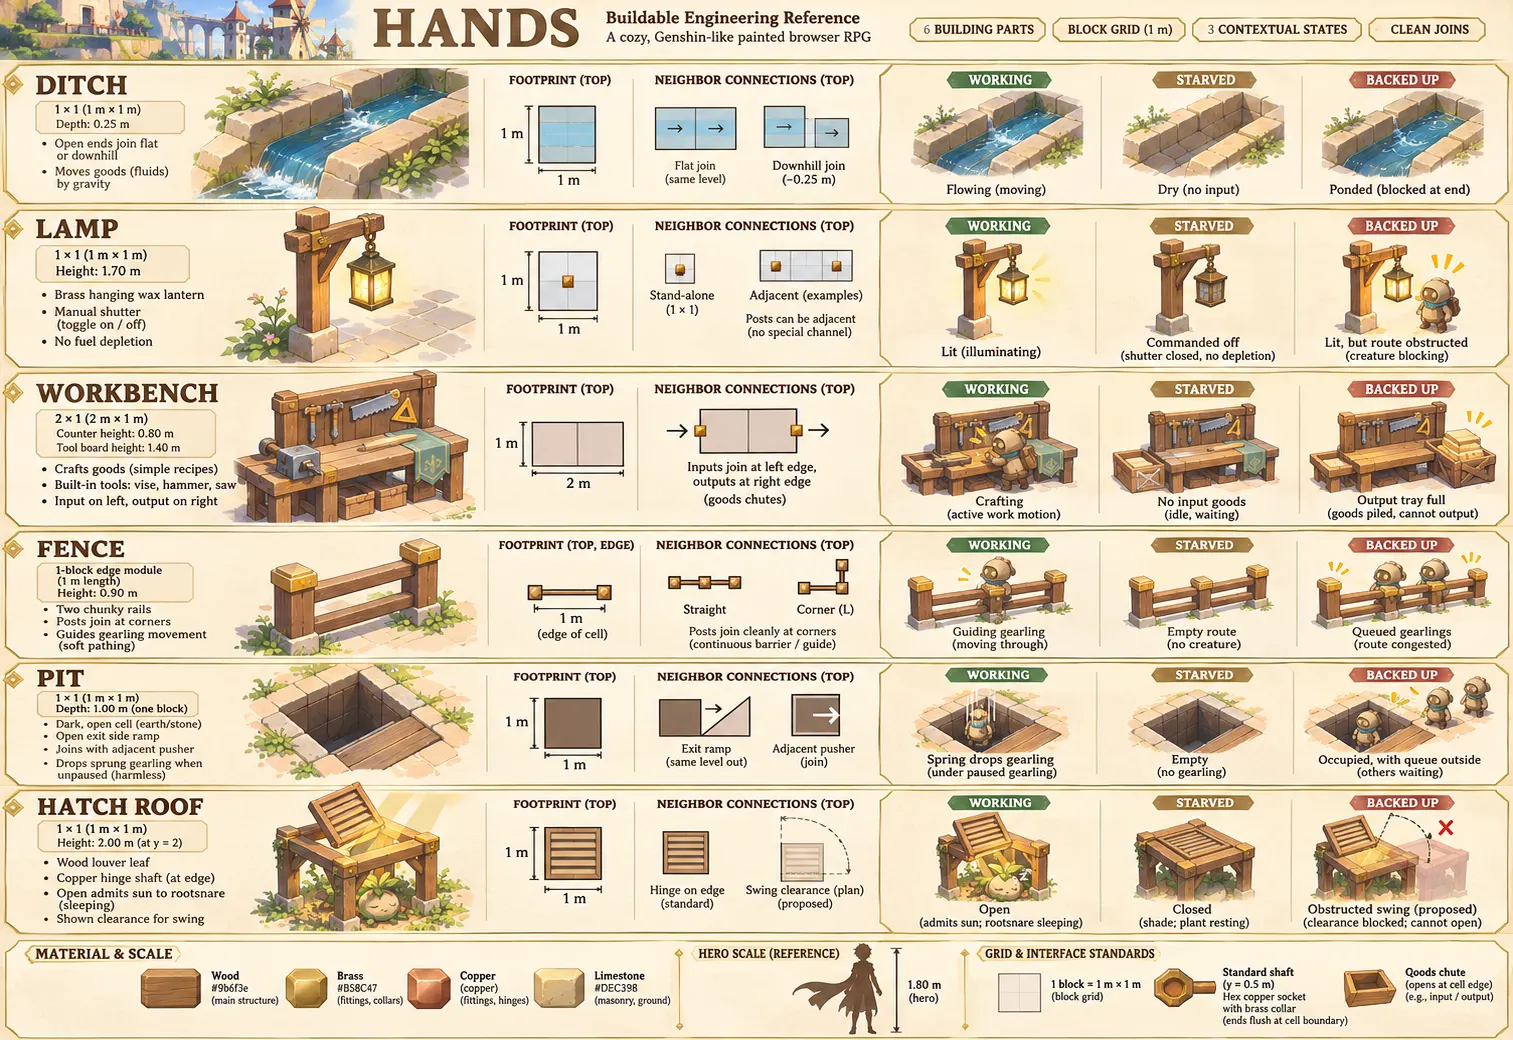 HANDS
Buildable Engineering Reference
A cozy, Genshin-like painted browser RPG
6 BUILDING PARTS
BLOCK GRID (1 m)
3 CONTEXTUAL STATES
CLEAN JOINS
DITCH
1 × 1 (1 m × 1 m)
Depth: 0.25 m
• Open ends join flat
or downhill
• Moves goods (fluids)
by gravity
FOOTPRINT (TOP)
1 m
1 m
NEIGHBOR CONNECTIONS (TOP)
Flat join
(same level)
Downhill join
(−0.25 m)
WORKING
Flowing (moving)
STARVED
Dry (no input)
BACKED UP
Ponded (blocked at end)
LAMP
1 × 1 (1 m × 1 m)
Height: 1.70 m
• Brass hanging wax lantern
• Manual shutter
(toggle on / off)
• No fuel depletion
FOOTPRINT (TOP)
1 m
1 m
NEIGHBOR CONNECTIONS (TOP)
Stand-alone
(1 × 1)
Adjacent (examples)
Posts can be adjacent
(no special channel)
WORKING
Lit (illuminating)
STARVED
Commanded off
(shutter closed, no depletion)
BACKED UP
Lit, but route obstructed
(creature blocking)
WORKBENCH
2 × 1 (2 m × 1 m)
Counter height: 0.80 m
Tool board height: 1.40 m
• Crafts goods (simple recipes)
• Built-in tools: vise, hammer, saw
• Input on left, output on right
FOOTPRINT (TOP)
1 m
2 m
NEIGHBOR CONNECTIONS (TOP)
Inputs join at left edge,
outputs at right edge
(goods chutes)
WORKING
Crafting
(active work motion)
STARVED
No input goods
(idle, waiting)
BACKED UP
Output tray full
(goods piled, cannot output)
FENCE
1-block edge module
(1 m length)
Height: 0.90 m
• Two chunky rails
• Posts join at corners
• Guides gearling movement
(soft pathing)
FOOTPRINT (TOP, EDGE)
1 m
(edge of cell)
NEIGHBOR CONNECTIONS (TOP)
Straight
Corner (L)
Posts join cleanly at corners
(continuous barrier / guide)
WORKING
Guiding gearling
(moving through)
STARVED
Empty route
(no creature)
BACKED UP
Queued gearlings
(route congested)
PIT
1 × 1 (1 m × 1 m)
Depth: 1.00 m (one block)
• Dark, open cell (earth/stone)
• Open exit side ramp
• Joins with adjacent pusher
• Drops sprung gearling when
unpaused (harmless)
FOOTPRINT (TOP)
1 m
1 m
NEIGHBOR CONNECTIONS (TOP)
Exit ramp
(same level out)
Adjacent pusher
(join)
WORKING
Spring drops gearling
(under paused gearling)
STARVED
Empty
(no gearling)
BACKED UP
Occupied, with queue outside
(others waiting)
HATCH ROOF
1 × 1 (1 m × 1 m)
Height: 2.00 m (at y = 2)
• Wood louver leaf
• Copper hinge shaft (at edge)
• Open admits sun to rootsnare
(sleeping)
• Shown clearance for swing
FOOTPRINT (TOP)
1 m
1 m
NEIGHBOR CONNECTIONS (TOP)
Hinge on edge
(standard)
Swing clearance (plan)
(proposed)
WORKING
Open
(admits sun; rootsnare sleeping)
STARVED
Closed
(shade; plant resting)
BACKED UP
Obstructed swing (proposed)
(clearance blocked; cannot open)
MATERIAL & SCALE
Wood
#9b6f3e
(main structure)
Brass
#BS8C47
(fittings, collars)
Copper
(copper)
(fittings, hinges)
Limestone
#DEC398
(masonry, ground)
HERO SCALE (REFERENCE)
1.80 m
(hero)
GRID & INTERFACE STANDARDS
1 block = 1 m × 1 m
(block grid)
Standard shaft
(y = 0.5 m)
Hex copper socket
with brass collar
(ends flush at cell boundary)
Qoods chute
(opens at cell edge)
(e.g., input / output)